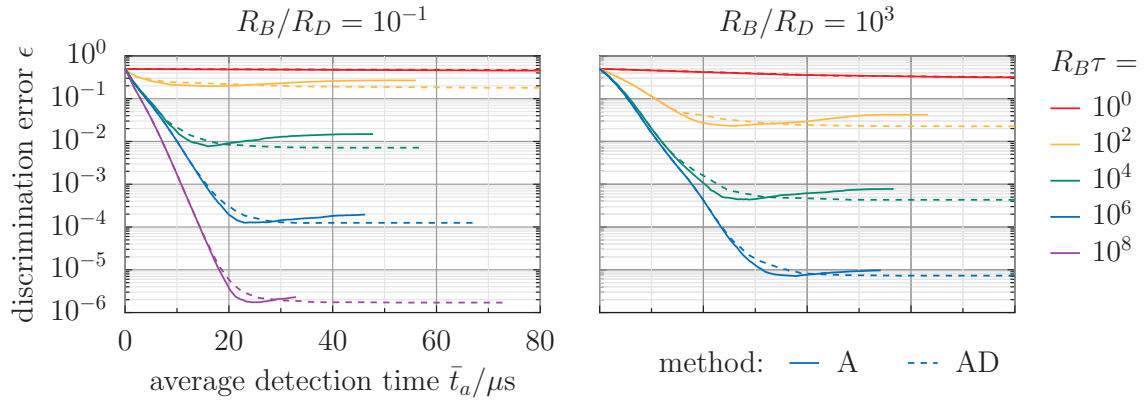 R_B/R_D = 10^{-1}
R_B/R_D = 10^3
discrimination error ϵ
10^0
10^{-1}
10^{-2}
10^{-3}
10^{-4}
10^{-5}
10^{-6}
0 20 40 60 80
average detection time t̄_a/μs
R_Bτ =
10^0
10^2
10^4
10^6
10^8
method: A AD